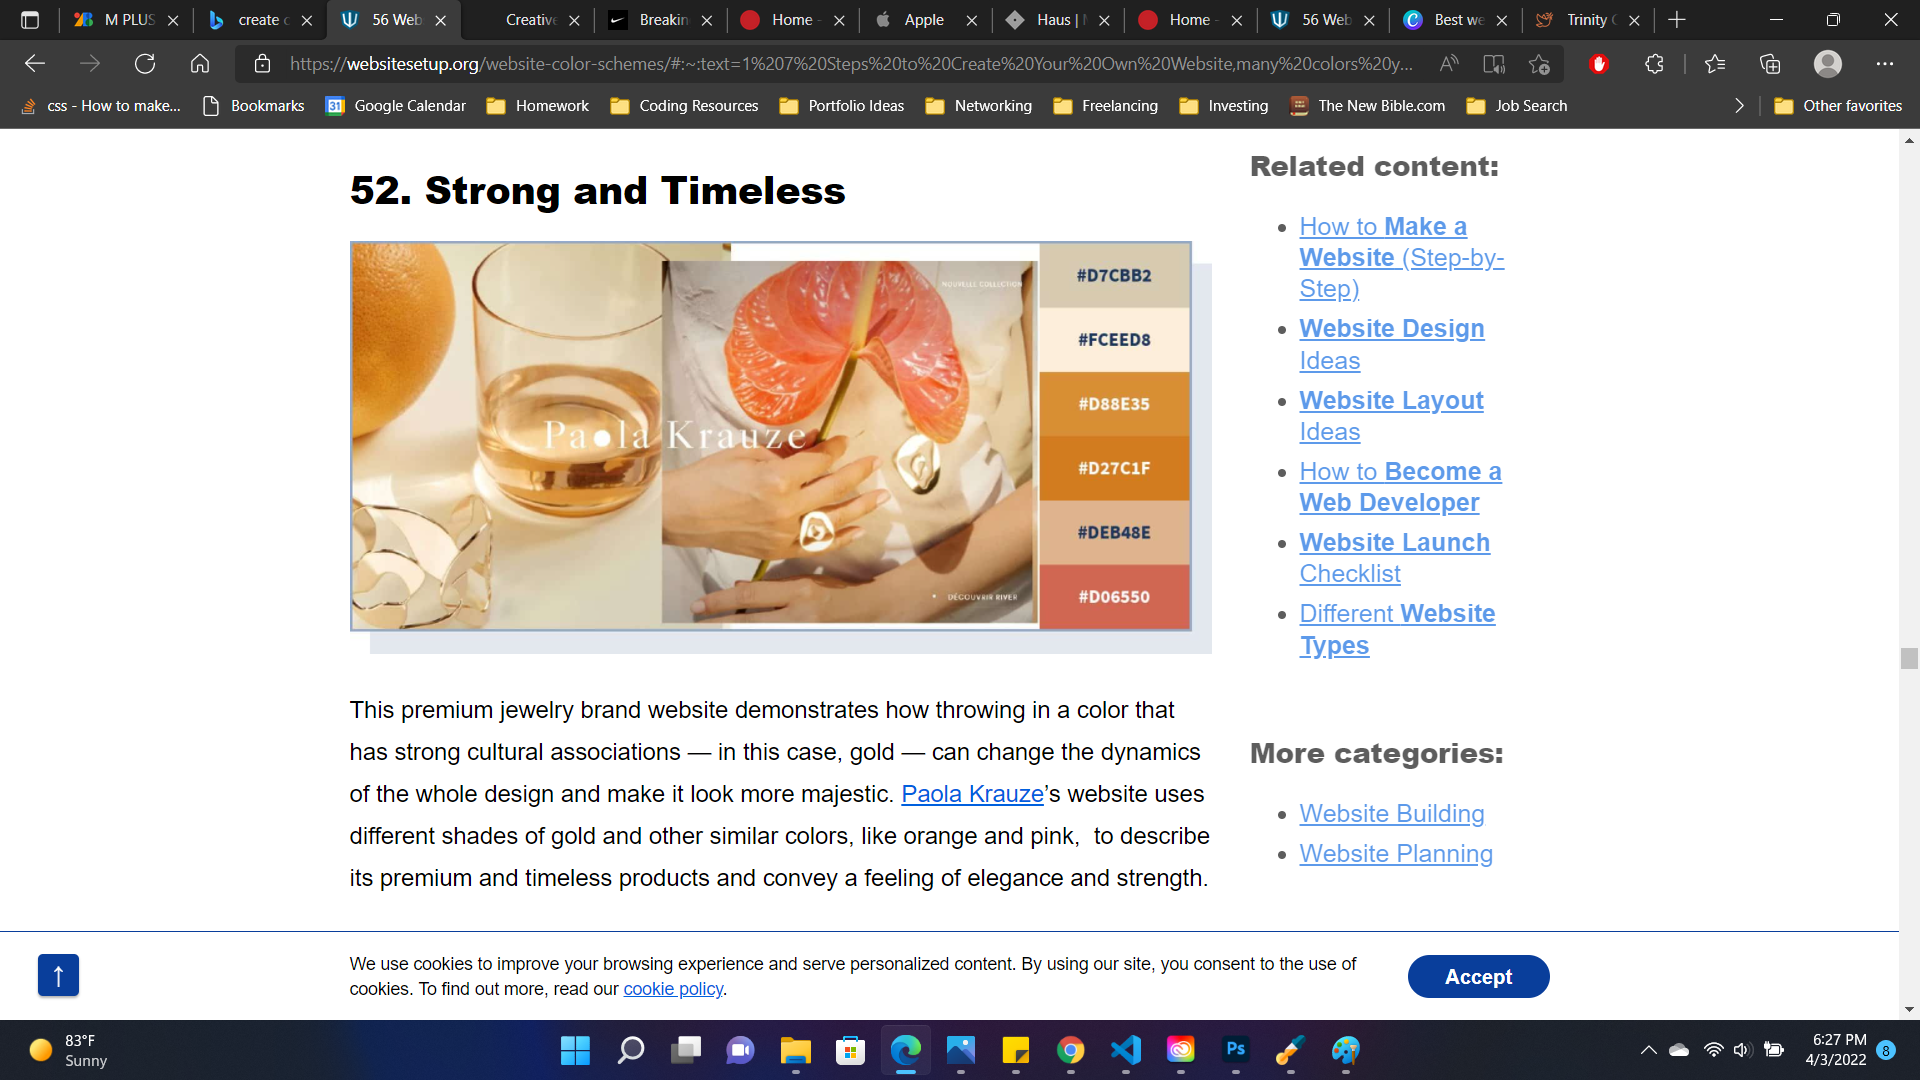 M PLUS
create c
56 Web
Creative
Breakin
Home -
Apple
Haus |
Home -
56 Web
Best we
Trinity
https://websitesetup.org/website-color-schemes/#:~:text=1%207%20Steps%20to%20Create%20Your%20Own%20Website,many%20colors%20y...
css - How to make...
Bookmarks
31
Google Calendar
Homework
Coding Resources
Portfolio Ideas
Networking
Freelancing
Investing
The New Bible.com
Job Search
Other favorites
52. Strong and Timeless
NOUVELLE COLLECTION
Paola Krauze
DÉCOUVRIR RIVER
#D7CBB2
#FCEED8
#D88E35
#D27C1F
#DEB48E
#D06550
This premium jewelry brand website demonstrates how throwing in a color that
has strong cultural associations — in this case, gold — can change the dynamics
of the whole design and make it look more majestic. Paola Krauze’s website uses
different shades of gold and other similar colors, like orange and pink,  to describe
its premium and timeless products and convey a feeling of elegance and strength.
Related content:
How to Make a
Website (Step-by-
Step)
Website Design
Ideas
Website Layout
Ideas
How to Become a
Web Developer
Website Launch
Checklist
Different Website
Types
More categories:
Website Building
Website Planning
We use cookies to improve your browsing experience and serve personalized content. By using our site, you consent to the use of
cookies. To find out more, read our cookie policy.
Accept
83°F
Sunny
Ps
6:27 PM
4/3/2022
8